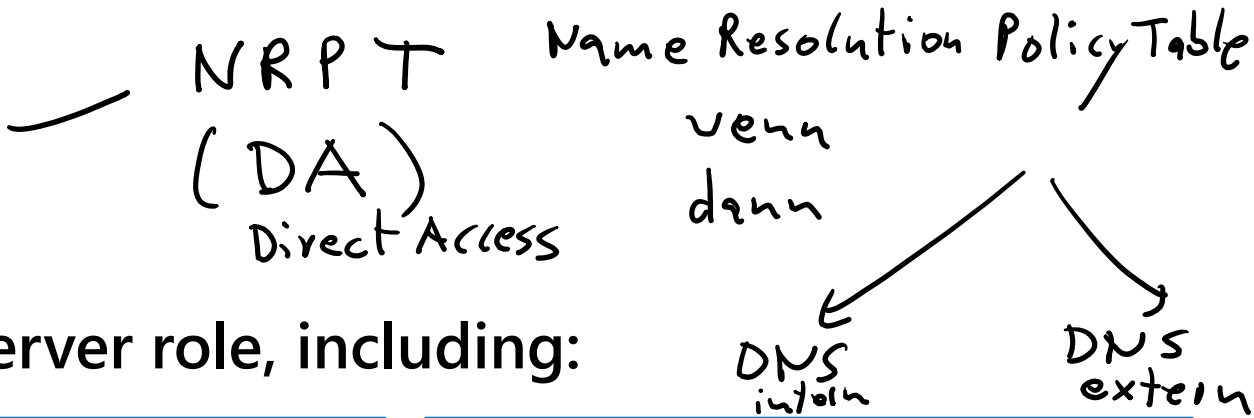 NRPT
(DA)
Direct Access
Name Resolution Policy Table
venn
dann
DNS
intern
DNS
extern
erver role, including: